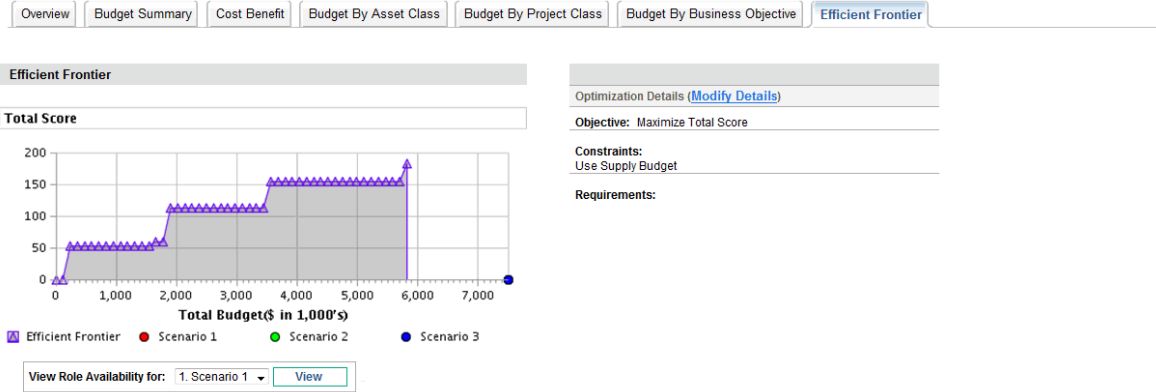 Overview Budget Summary Cost Benefit Budget By Asset Class Budget By Project Class Budget By Business Objective Efficient Frontier
Efficient Frontier
Total Score
200
150
100
50
0
0 1,000 2,000 3,000 4,000 5,000 6,000 7,000
Total Budget($ in 1,000's)
Efficient Frontier Scenario 1 Scenario 2 Scenario 3
View Role Availability for: 1. Scenario 1 View
Optimization Details (Modify Details)
Objective: Maximize Total Score
Constraints:
Use Supply Budget
Requirements: